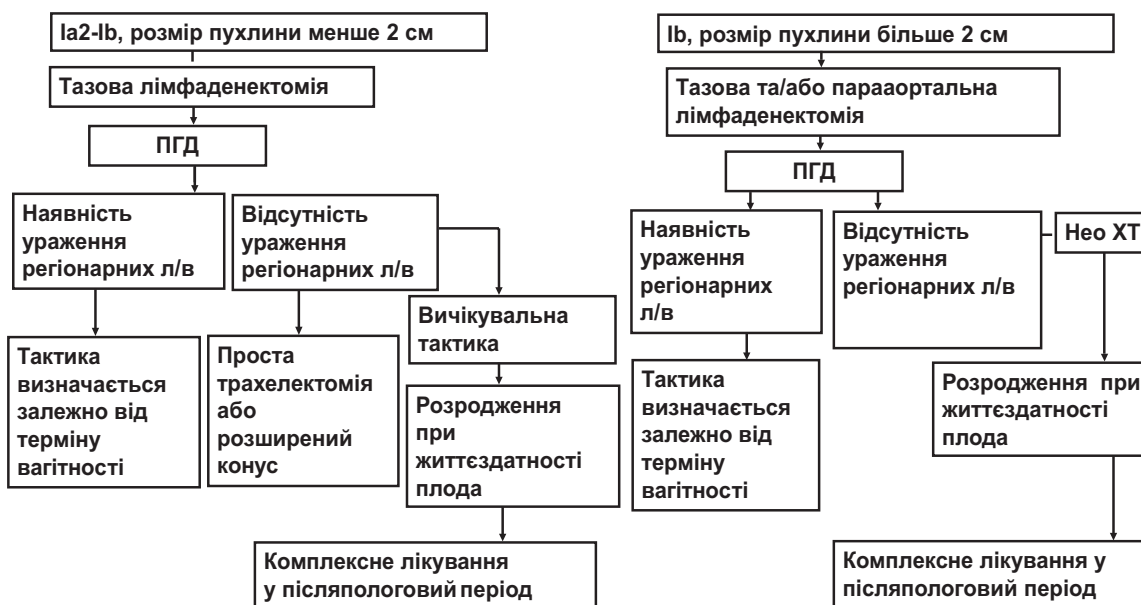 Ia2-Ib, розмір пухлини менше 2 см
Тазова лімфаденектомія
ПГД
Наявність
ураження
регіонарних л/в
Відсутність
ураження
регіонарних л/в
Тактика
визначається
залежно від
терміну
вагітності
Проста
трахелектомія
або
розширений
конус
Вичікувальна
тактика
Розродження
при
життєздатності
плода
Комплексне лікування
у післяпологовий період
Ib, розмір пухлини більше 2 см
Тазова та/або парааортальна
лімфаденектомія
ПГД
Наявність
ураження
регіонарних
л/в
Відсутність
ураження
регіонарних л/в
Нео ХТ
Тактика
визначається
залежно від
терміну
вагітності
Розродження при
життєздатності
плода
Комплексне лікування у
післяпологовий період